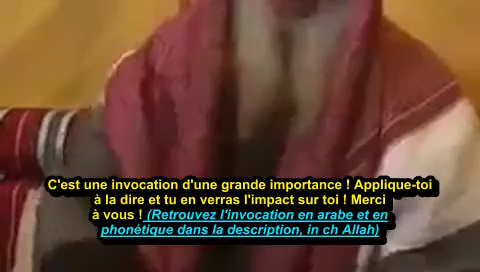 C'est une invocation d'une grande importance ! Applique-toi
à la dire et tu en verras l'impact sur toi ! Merci
à vous ! (Retrouvez l'invocation en arabe et en
phonétique dans la description, in ch Allah)